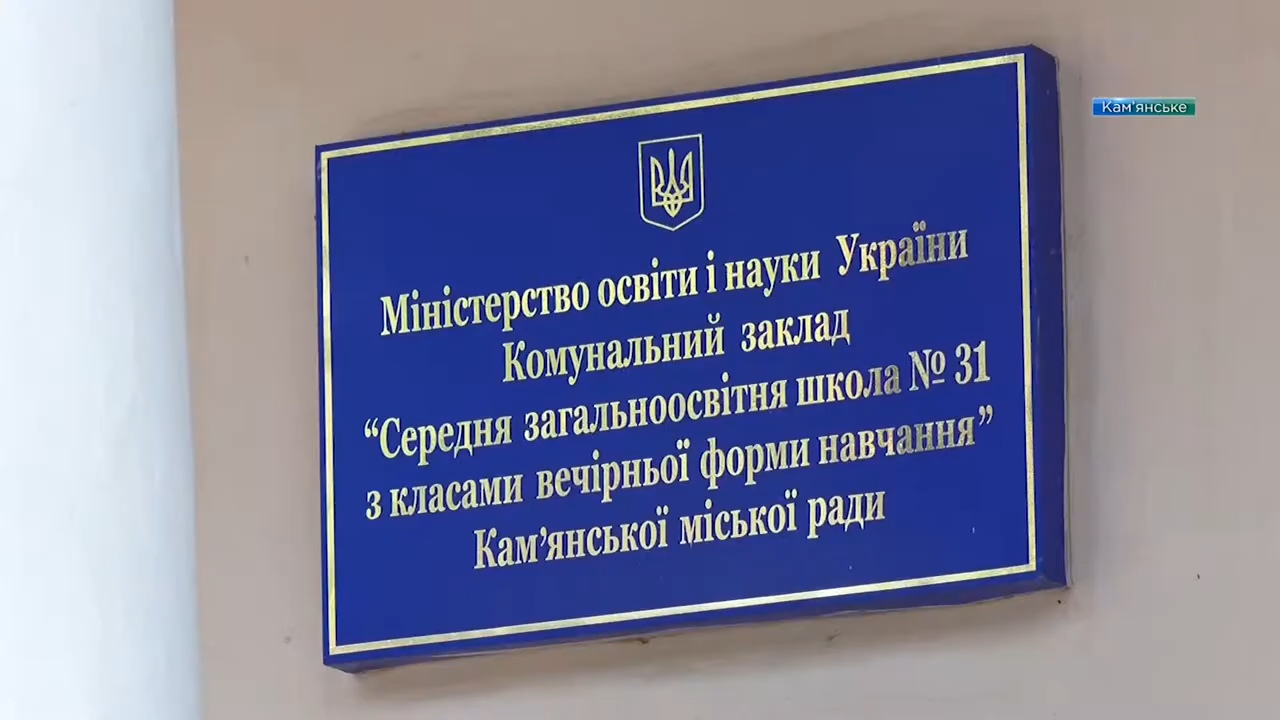 Кам'янське
Міністерство освіти і науки України
Комунальний заклад
“Середня загальноосвітня школа № 31
з класами вечірньої форми навчання”
Кам’янської міської ради